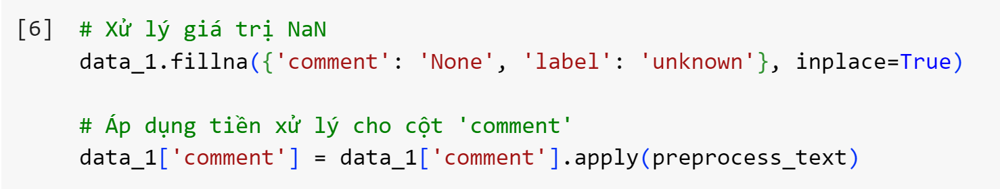 [6] # Xử lý giá trị NaN
data_1.fillna({'comment': 'None', 'label': 'unknown'}, inplace=True)
# Áp dụng tiền xử lý cho cột 'comment'
data_1['comment'] = data_1['comment'].apply(preprocess_text)